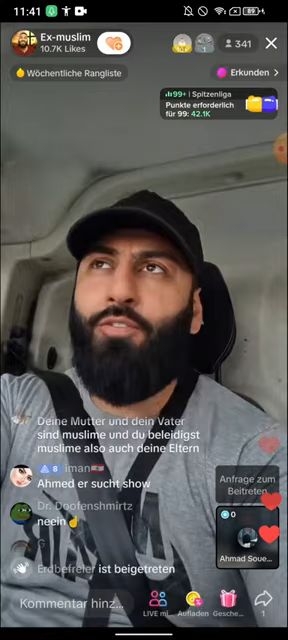 11:41
89
Ex-muslim
10.7K Likes
341
Wöchentliche Rangliste
Erkunden >
99+ | Spitzenliga
Punkte erforderlich
für 99: 42.1K
Deine Mutter und dein Vater
sind muslime und du beleidigst
muslime also auch deine Eltern
8 iman🇱🇧
Ahmed er sucht show
Anfrage zum
Beitreten
Dr. Doofenshmirtz
neein☝
0
Ahmad Soue...
Erdbefreier ist beigetreten
Kommentar hinz...
LIVE mi...
Aufladen
Gesche...
1